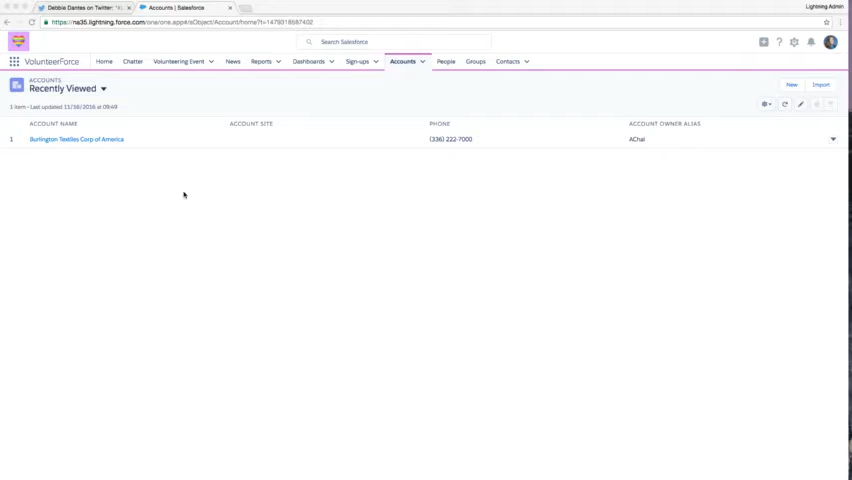 Debbie Dantes on Twitter: "#L
Accounts | Salesforce
Lightning Admin
https://na35.lightning.force.com/one/one.app#/sObject/Account/home?t=1479318587402
Search Salesforce
VolunteerForce Home Chatter Volunteering Event News Reports Dashboards Sign-ups Accounts People Groups Contacts
ACCOUNTS
Recently Viewed
New Import
1 item • Last updated 11/16/2016 at 09:49
ACCOUNT NAME ACCOUNT SITE PHONE ACCOUNT OWNER ALIAS
1 Burlington Textiles Corp of America (336) 222-7000 AChal